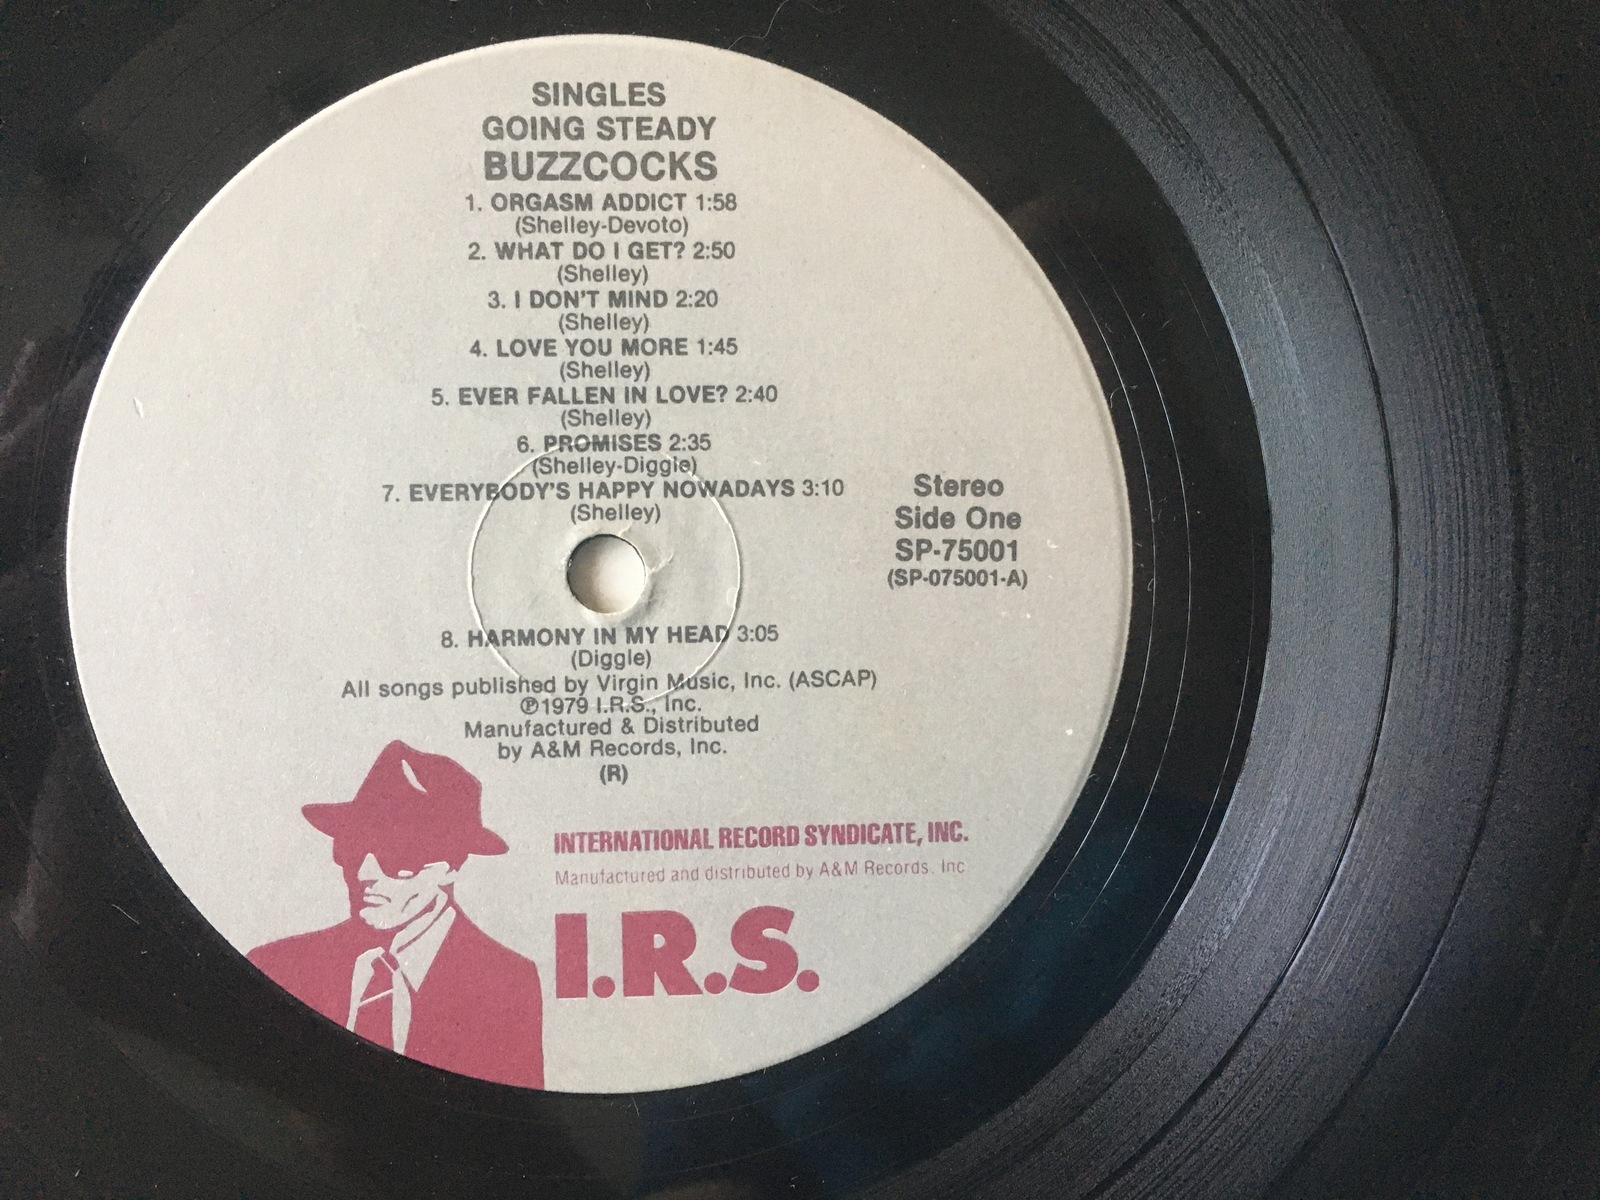 SINGLES
GOING STEADY
BUZZCOCKS
1. ORGASM ADDICT 1:58
(Shelley-Devoto)
2. WHAT DO I GET? 2:50
(Shelley)
3. I DON'T MIND 2:20
(Shelley)
4. LOVE YOU MORE 1:45
(Shelley)
5. EVER FALLEN IN LOVE? 2:40
(Shelley)
6. PROMISES 2:35
(Shelley-Diggle)
7. EVERYBODY'S HAPPY NOWADAYS 3:10
(Shelley)
Stereo
Side One
SP-75001
(SP-075001-A)
8. HARMONY IN MY HEAD 3:05
(Diggle)
All songs published by Virgin Music, Inc. (ASCAP)
℗1979 I.R.S., Inc.
Manufactured & Distributed
by A&M Records, Inc.
(R)
INTERNATIONAL RECORD SYNDICATE, INC.
Manufactured and distributed by A&M Records, Inc
I.R.S.